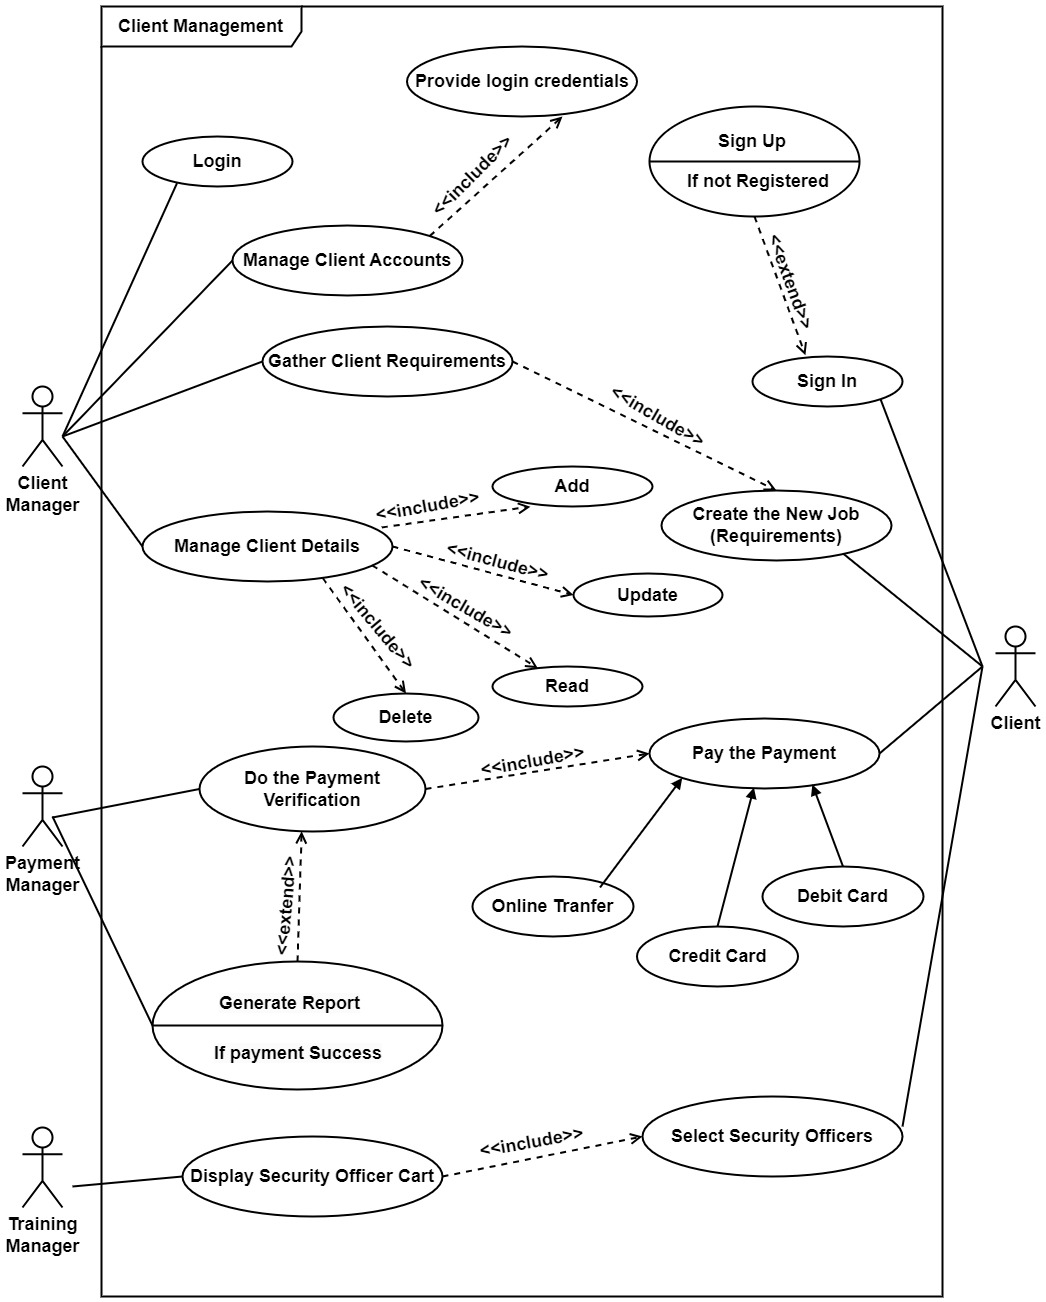 Client Management
Provide login credentials
<<include>>
Login
Sign Up
If not Registered
Manage Client Accounts
<<extend>>
Gather Client Requirements
Sign In
<<include>>
Client
Manager
Add
<<include>>
Create the New Job
(Requirements)
Manage Client Details
<<include>>
Update
<<include>>
<<include>>
Read
Delete
Client
Pay the Payment
<<include>>
Do the Payment
Verification
Payment
Manager
Debit Card
Online Tranfer
<<extend>>
Credit Card
Generate Report
If payment Success
Select Security Officers
<<include>>
Display Security Officer Cart
Training
Manager